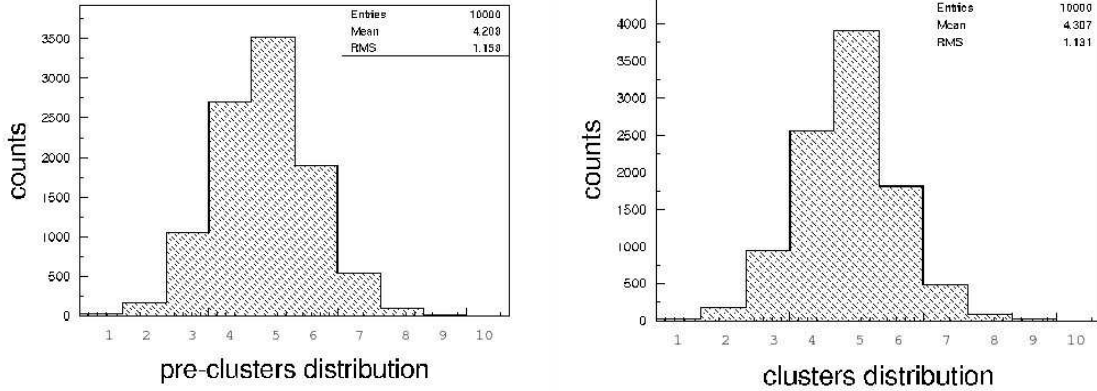 Entries 10000
Mean 4.209
RMS 1.159
3500
3000
2500
2000
1500
1000
500
0
counts
1 2 3 4 5 6 7 8 9 10
pre-clusters distribution
Entries 10000
Mean 4.307
RMS 1.131
4000
3500
3000
2500
2000
1500
1000
500
0
counts
1 2 3 4 5 6 7 8 9 10
clusters distribution